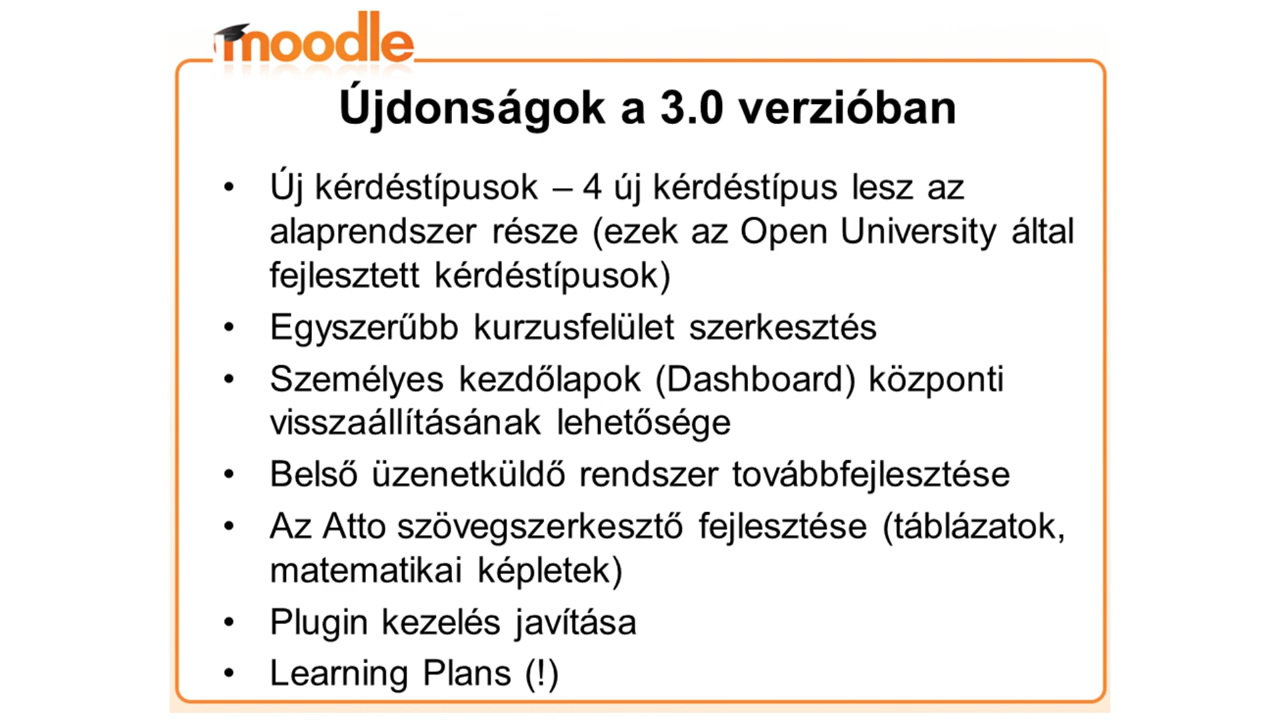 moodle
Újdonságok a 3.0 verzióban
• Új kérdéstípusok – 4 új kérdéstípus lesz az
alaprendszer része (ezek az Open University által
fejlesztett kérdéstípusok)
• Egyszerűbb kurzusfelület szerkesztés
• Személyes kezdőlapok (Dashboard) központi
visszaállításának lehetősége
• Belső üzenetküldő rendszer továbbfejlesztése
• Az Atto szövegszerkesztő fejlesztése (táblázatok,
matematikai képletek)
• Plugin kezelés javítása
• Learning Plans (!)